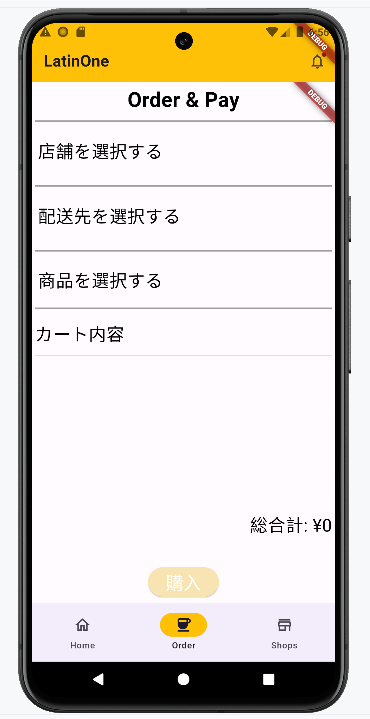 LatinOne
DEBUG
Order & Pay
DEBUG
店舗を選択する
配送先を選択する
商品を選択する
カート内容
総合計: ¥0
購入
Home
Order
Shops